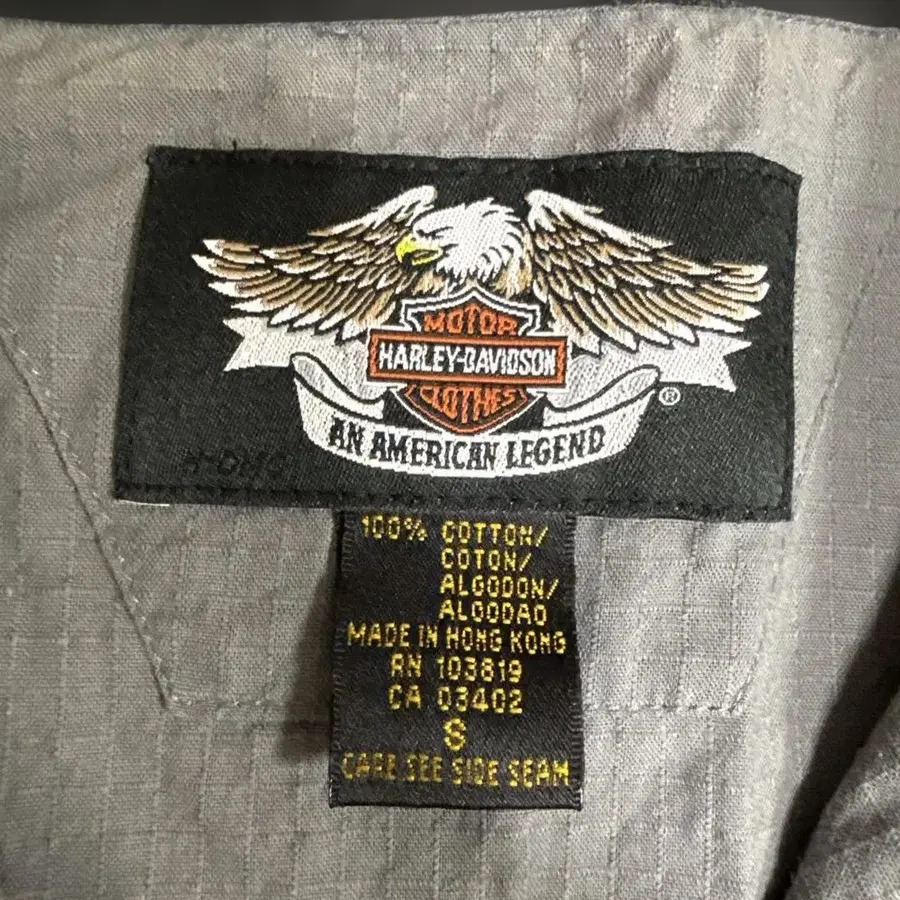 MOTOR
HARLEY-DAVIDSON
CLOTHES
®
AN AMERICAN LEGEND
H-DMC
100% COTTON/
COTON/
ALGODON/
ALGODAO
MADE IN HONG KONG
RN 103819
CA 03402
S
CARE SEE SIDE SEAM